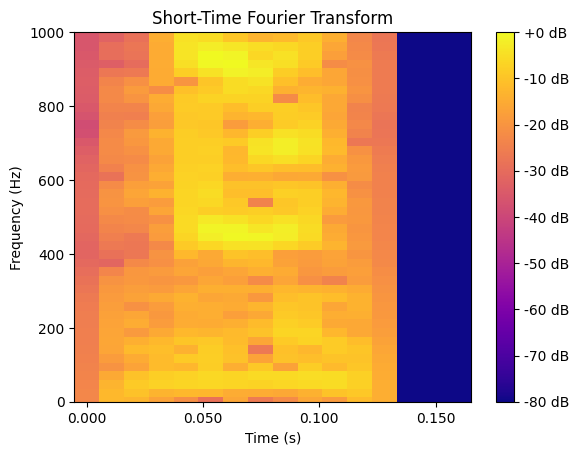 Short-Time Fourier Transform
Frequency (Hz)
1000
800
600
400
200
0
0.000
0.050
0.100
0.150
Time (s)
+0 dB
-10 dB
-20 dB
-30 dB
-40 dB
-50 dB
-60 dB
-70 dB
-80 dB